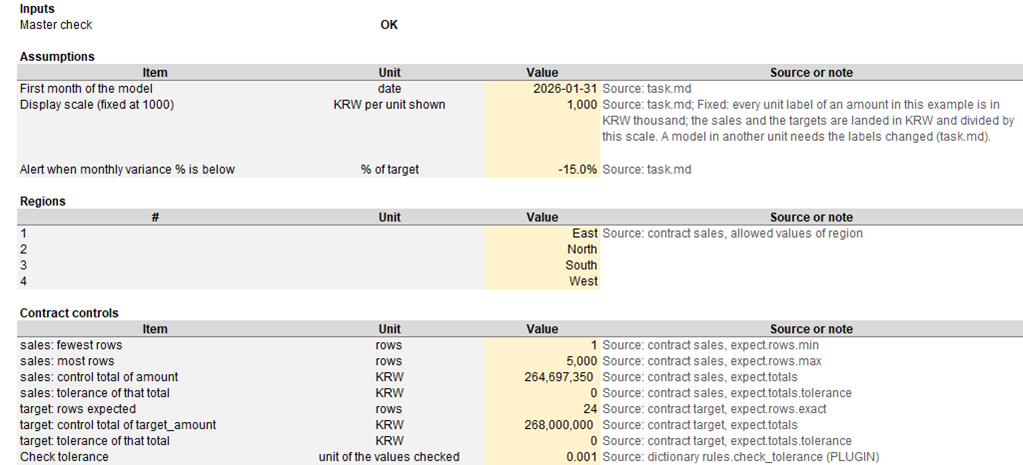 Inputs
Master check OK
Assumptions
Item Unit Value Source or note
First month of the model date 2026-01-31 Source: task.md
Display scale (fixed at 1000) KRW per unit shown 1,000 Source: task.md; Fixed: every unit label of an amount in this example is in
KRW thousand; the sales and the targets are landed in KRW and divided by
this scale. A model in another unit needs the labels changed (task.md).
Alert when monthly variance % is below % of target -15.0% Source: task.md
Regions
# Unit Value Source or note
1 East Source: contract sales, allowed values of region
2 North
3 South
4 West
Contract controls
Item Unit Value Source or note
sales: fewest rows rows 1 Source: contract sales, expect.rows.min
sales: most rows rows 5,000 Source: contract sales, expect.rows.max
sales: control total of amount KRW 264,697,350 Source: contract sales, expect.totals
sales: tolerance of that total KRW 0 Source: contract sales, expect.totals.tolerance
target: rows expected rows 24 Source: contract target, expect.rows.exact
target: control total of target_amount KRW 268,000,000 Source: contract target, expect.totals
target: tolerance of that total KRW 0 Source: contract target, expect.totals.tolerance
Check tolerance unit of the values checked 0.001 Source: dictionary rules.check_tolerance (PLUGIN)